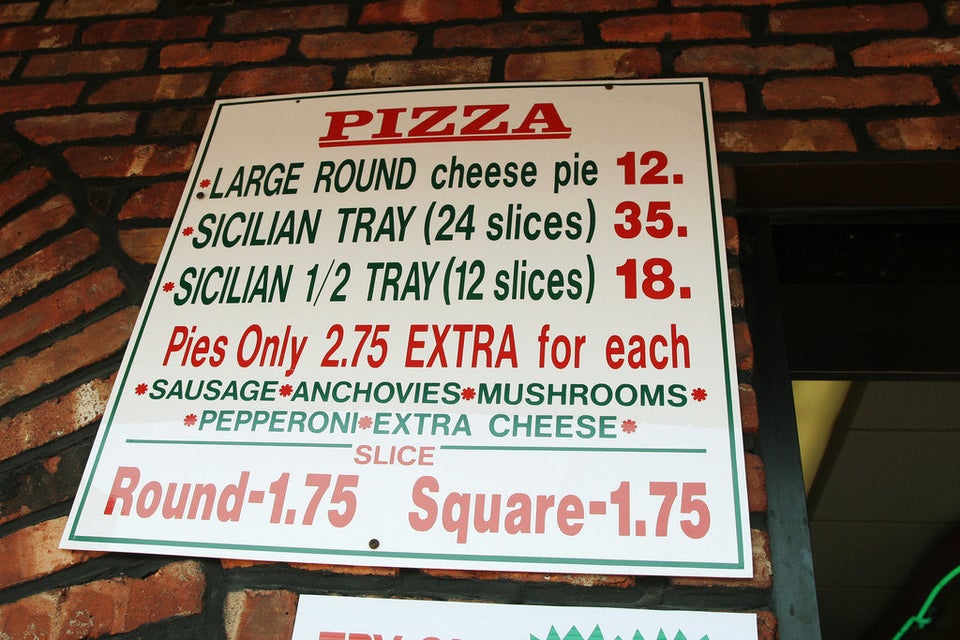 PIZZA
*LARGE ROUND cheese pie 12.
*SICILIAN TRAY (24 slices) 35.
*SICILIAN 1/2 TRAY (12 slices) 18.
Pies Only 2.75 EXTRA for each
*SAUSAGE*ANCHOVIES*MUSHROOMS*
*PEPPERONI*EXTRA CHEESE*
SLICE
Round-1.75 Square-1.75
TRY